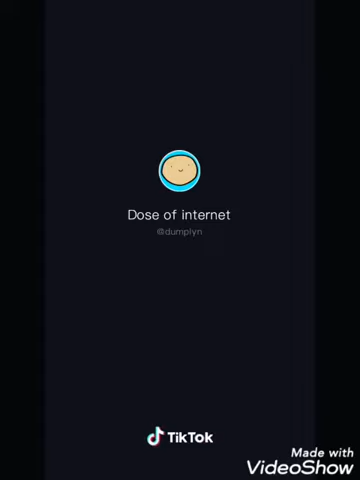 Dose of internet
@dumplyn
TikTok
Made with
VideoShow